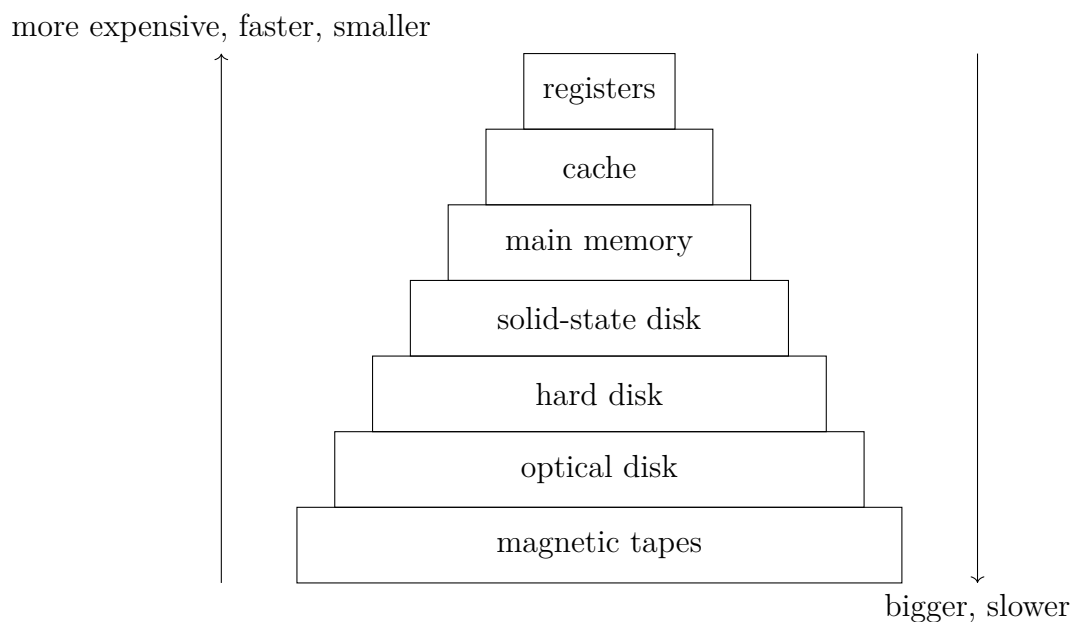 more expensive, faster, smaller
registers
cache
main memory
solid-state disk
hard disk
optical disk
magnetic tapes
bigger, slower